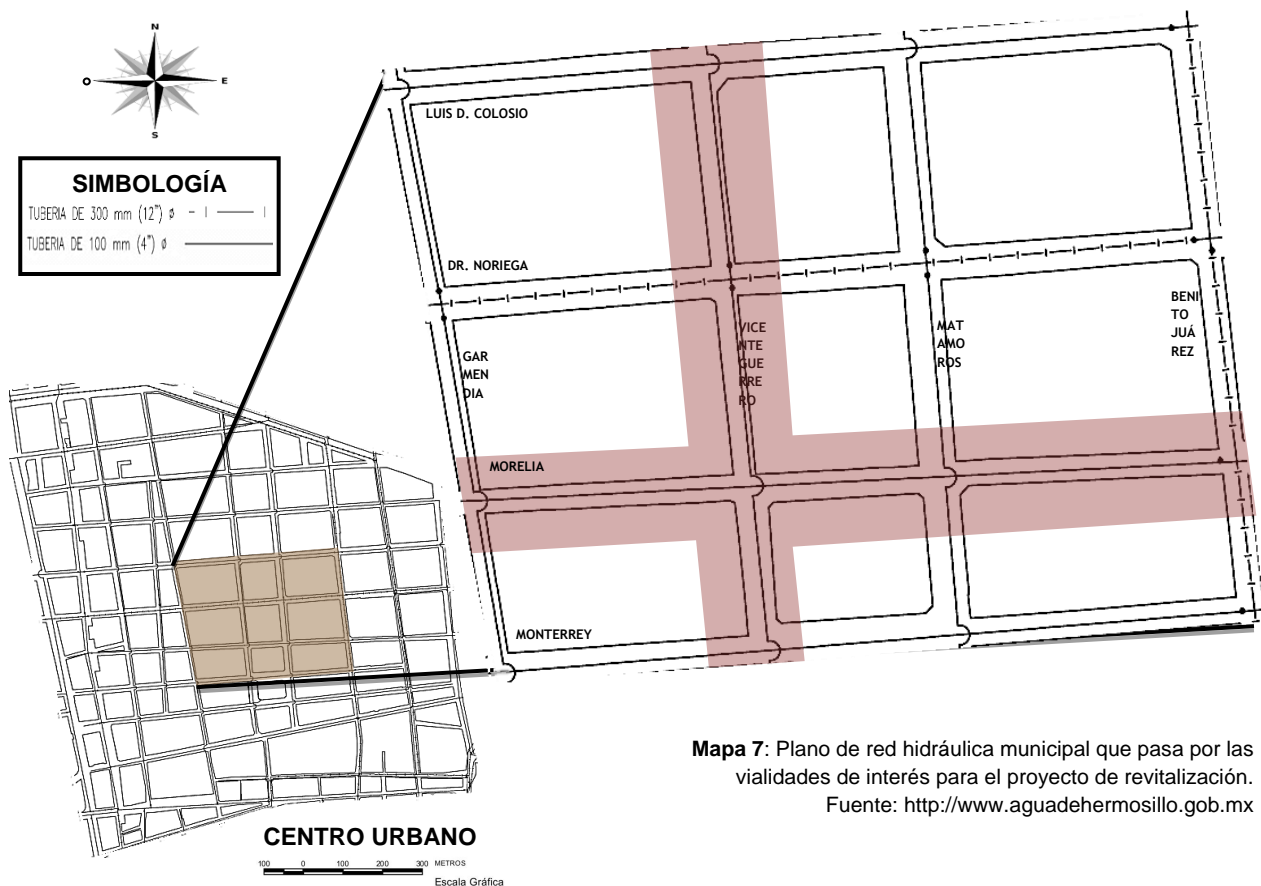 N
O
E
S
SIMBOLOGÍA
TUBERIA DE 300 mm (12") ø
TUBERIA DE 100 mm (4") ø
LUIS D. COLOSIO
DR. NORIEGA
GAR
MEN
DIA
VICE
NTE
GUE
RRE
RO
MAT
AMO
ROS
BENI
TO
JUÁ
REZ
MORELIA
MONTERREY
Mapa 7: Plano de red hidráulica municipal que pasa por las
vialidades de interés para el proyecto de revitalización.
Fuente: http://www.aguadehermosillo.gob.mx
CENTRO URBANO
100 0 100 200 300 METROS
Escala Gráfica